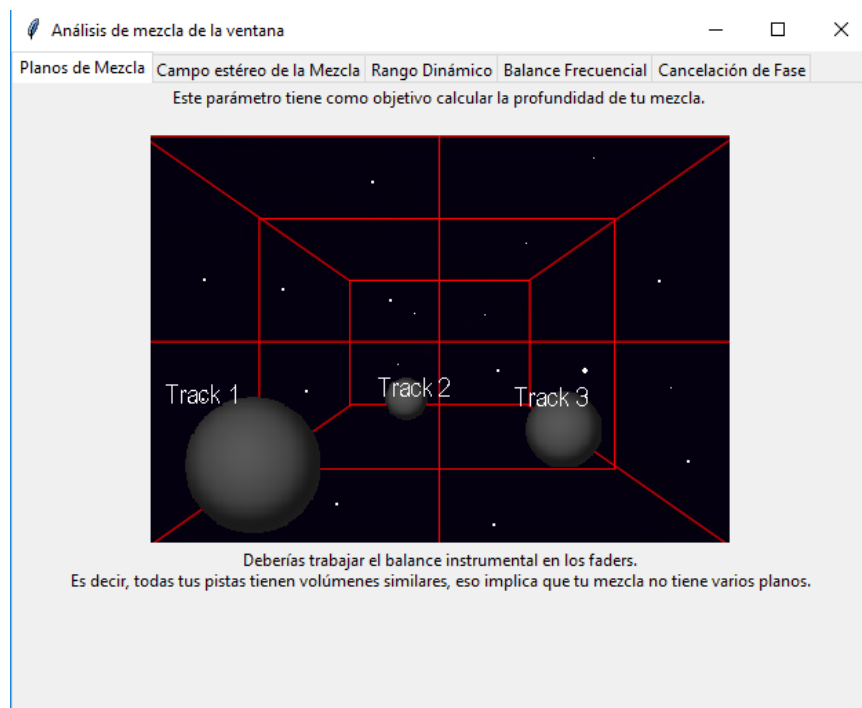 Análisis de mezcla de la ventana
Planos de Mezcla Campo estéreo de la Mezcla Rango Dinámico Balance Frecuencial Cancelación de Fase
Este parámetro tiene como objetivo calcular la profundidad de tu mezcla.
Track 1
Track 2
Track 3
Deberías trabajar el balance instrumental en los faders.
Es decir, todas tus pistas tienen volúmenes similares, eso implica que tu mezcla no tiene varios planos.